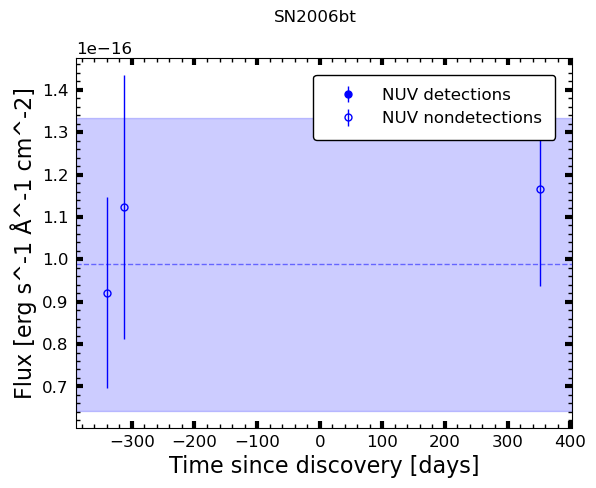 SN2006bt
1e−16
1.4
1.3
1.2
1.1
1.0
0.9
0.8
0.7
Flux [erg s^-1 Å^-1 cm^-2]
NUV detections
NUV nondetections
−300 −200 −100 0 100 200 300 400
Time since discovery [days]